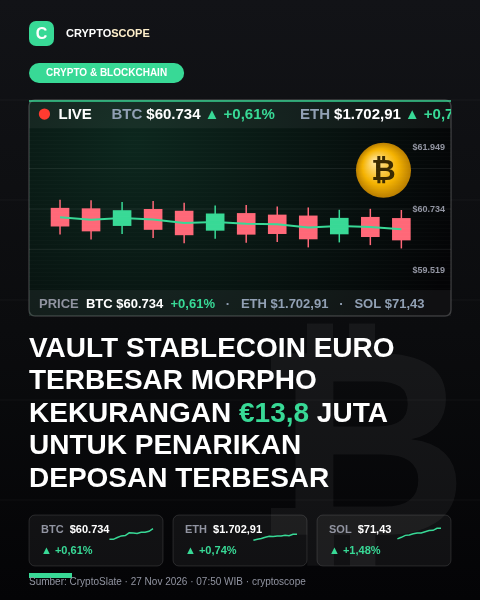 C CRYPTOSCOPE
CRYPTO & BLOCKCHAIN
LIVE BTC $60.734 ▲ +0,61% ETH $1.702,91 ▲ +0,7
$61.949
₿
$60.734
$59.519
PRICE BTC $60.734 +0,61% · ETH $1.702,91 · SOL $71,43
VAULT STABLECOIN EURO
TERBESAR MORPHO
KEKURANGAN €13,8 JUTA
UNTUK PENARIKAN
DEPOSAN TERBESAR
BTC $60.734 ETH $1.702,91 SOL $71,43
▲ +0,61% ▲ +0,74% ▲ +1,48%
Sumber: CryptoSlate · 27 Nov 2026 · 07:50 WIB · cryptoscope